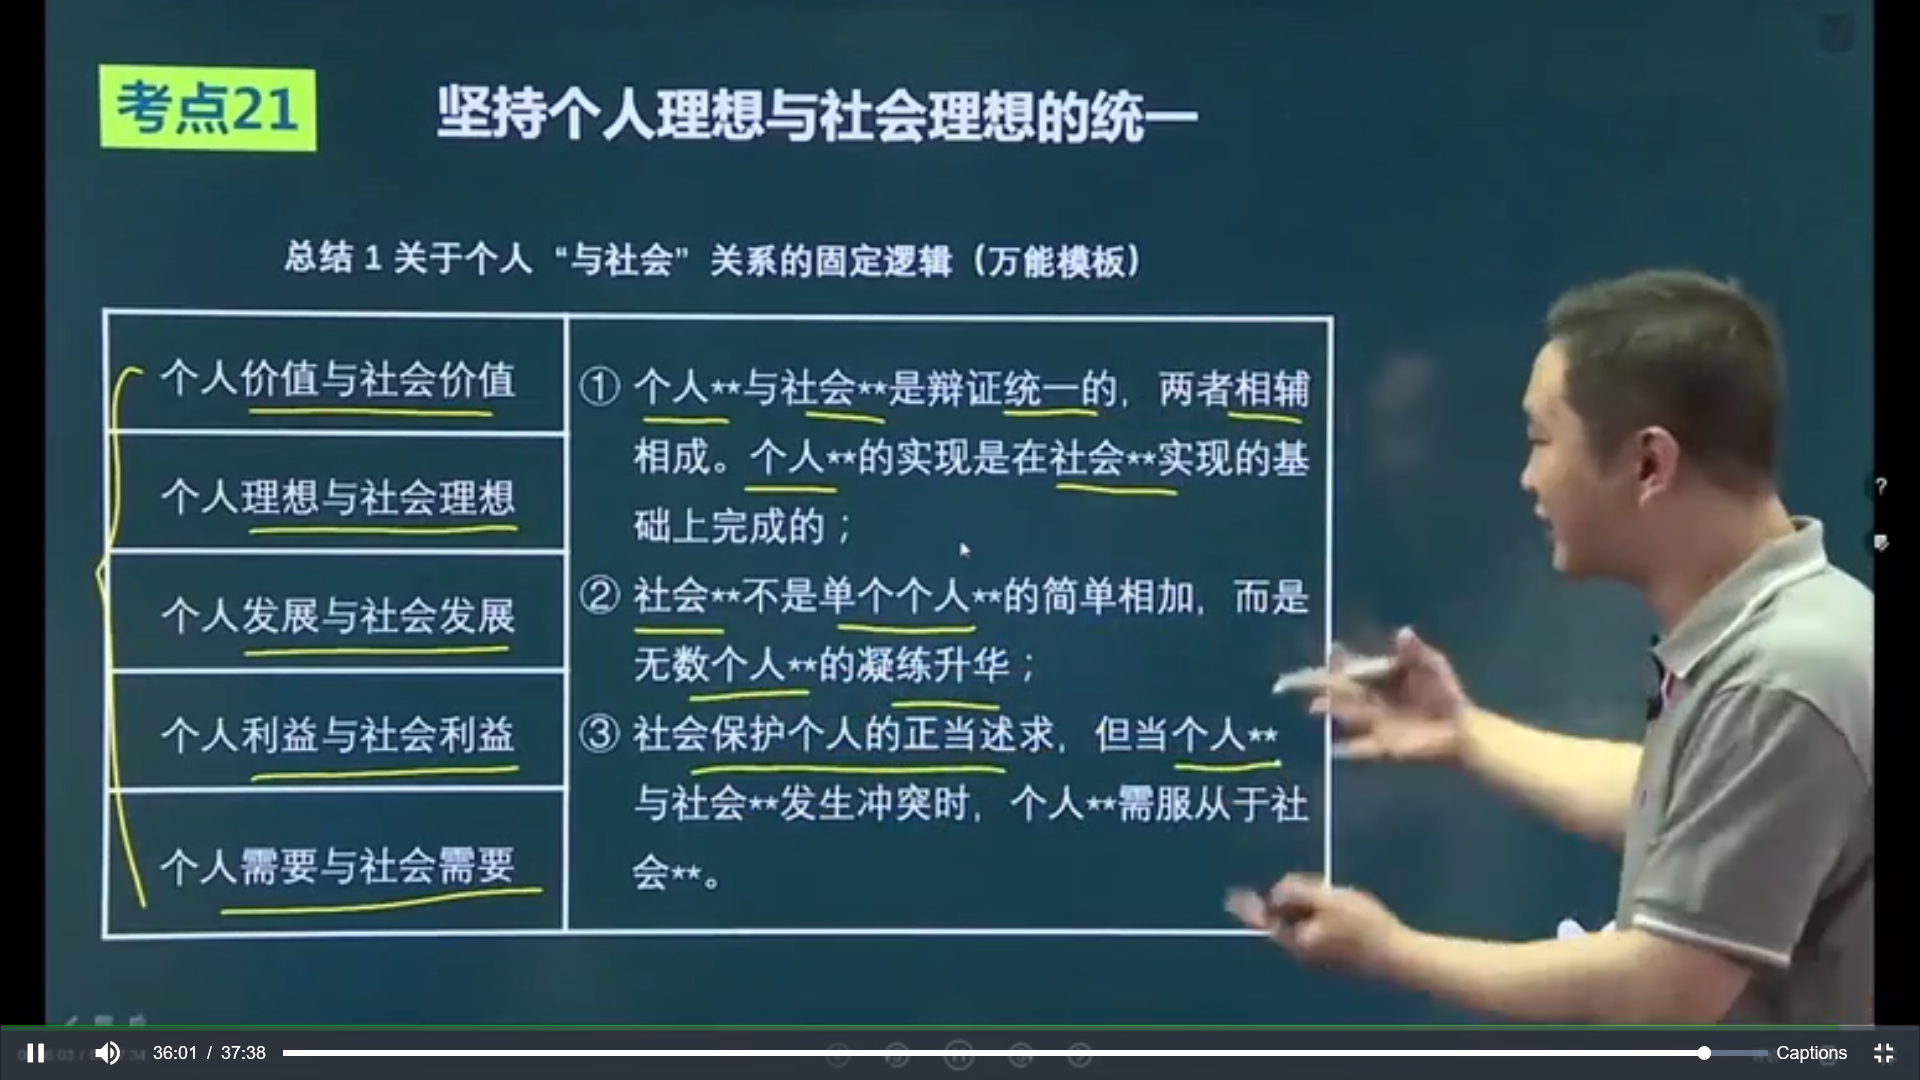 考点21
坚持个人理想与社会理想的统一
总结 1 关于个人 “与社会” 关系的固定逻辑（万能模板）
个人价值与社会价值
个人理想与社会理想
个人发展与社会发展
个人利益与社会利益
个人需要与社会需要
① 个人**与社会**是辩证统一的，两者相辅
相成。个人**的实现是在社会**实现的基
础上完成的；
② 社会**不是单个个人**的简单相加，而是
无数个人**的凝练升华；
③ 社会保护个人的正当述求，但当个人**
与社会**发生冲突时，个人**需服从于社
会**。
?
36:01 / 37:38
Captions